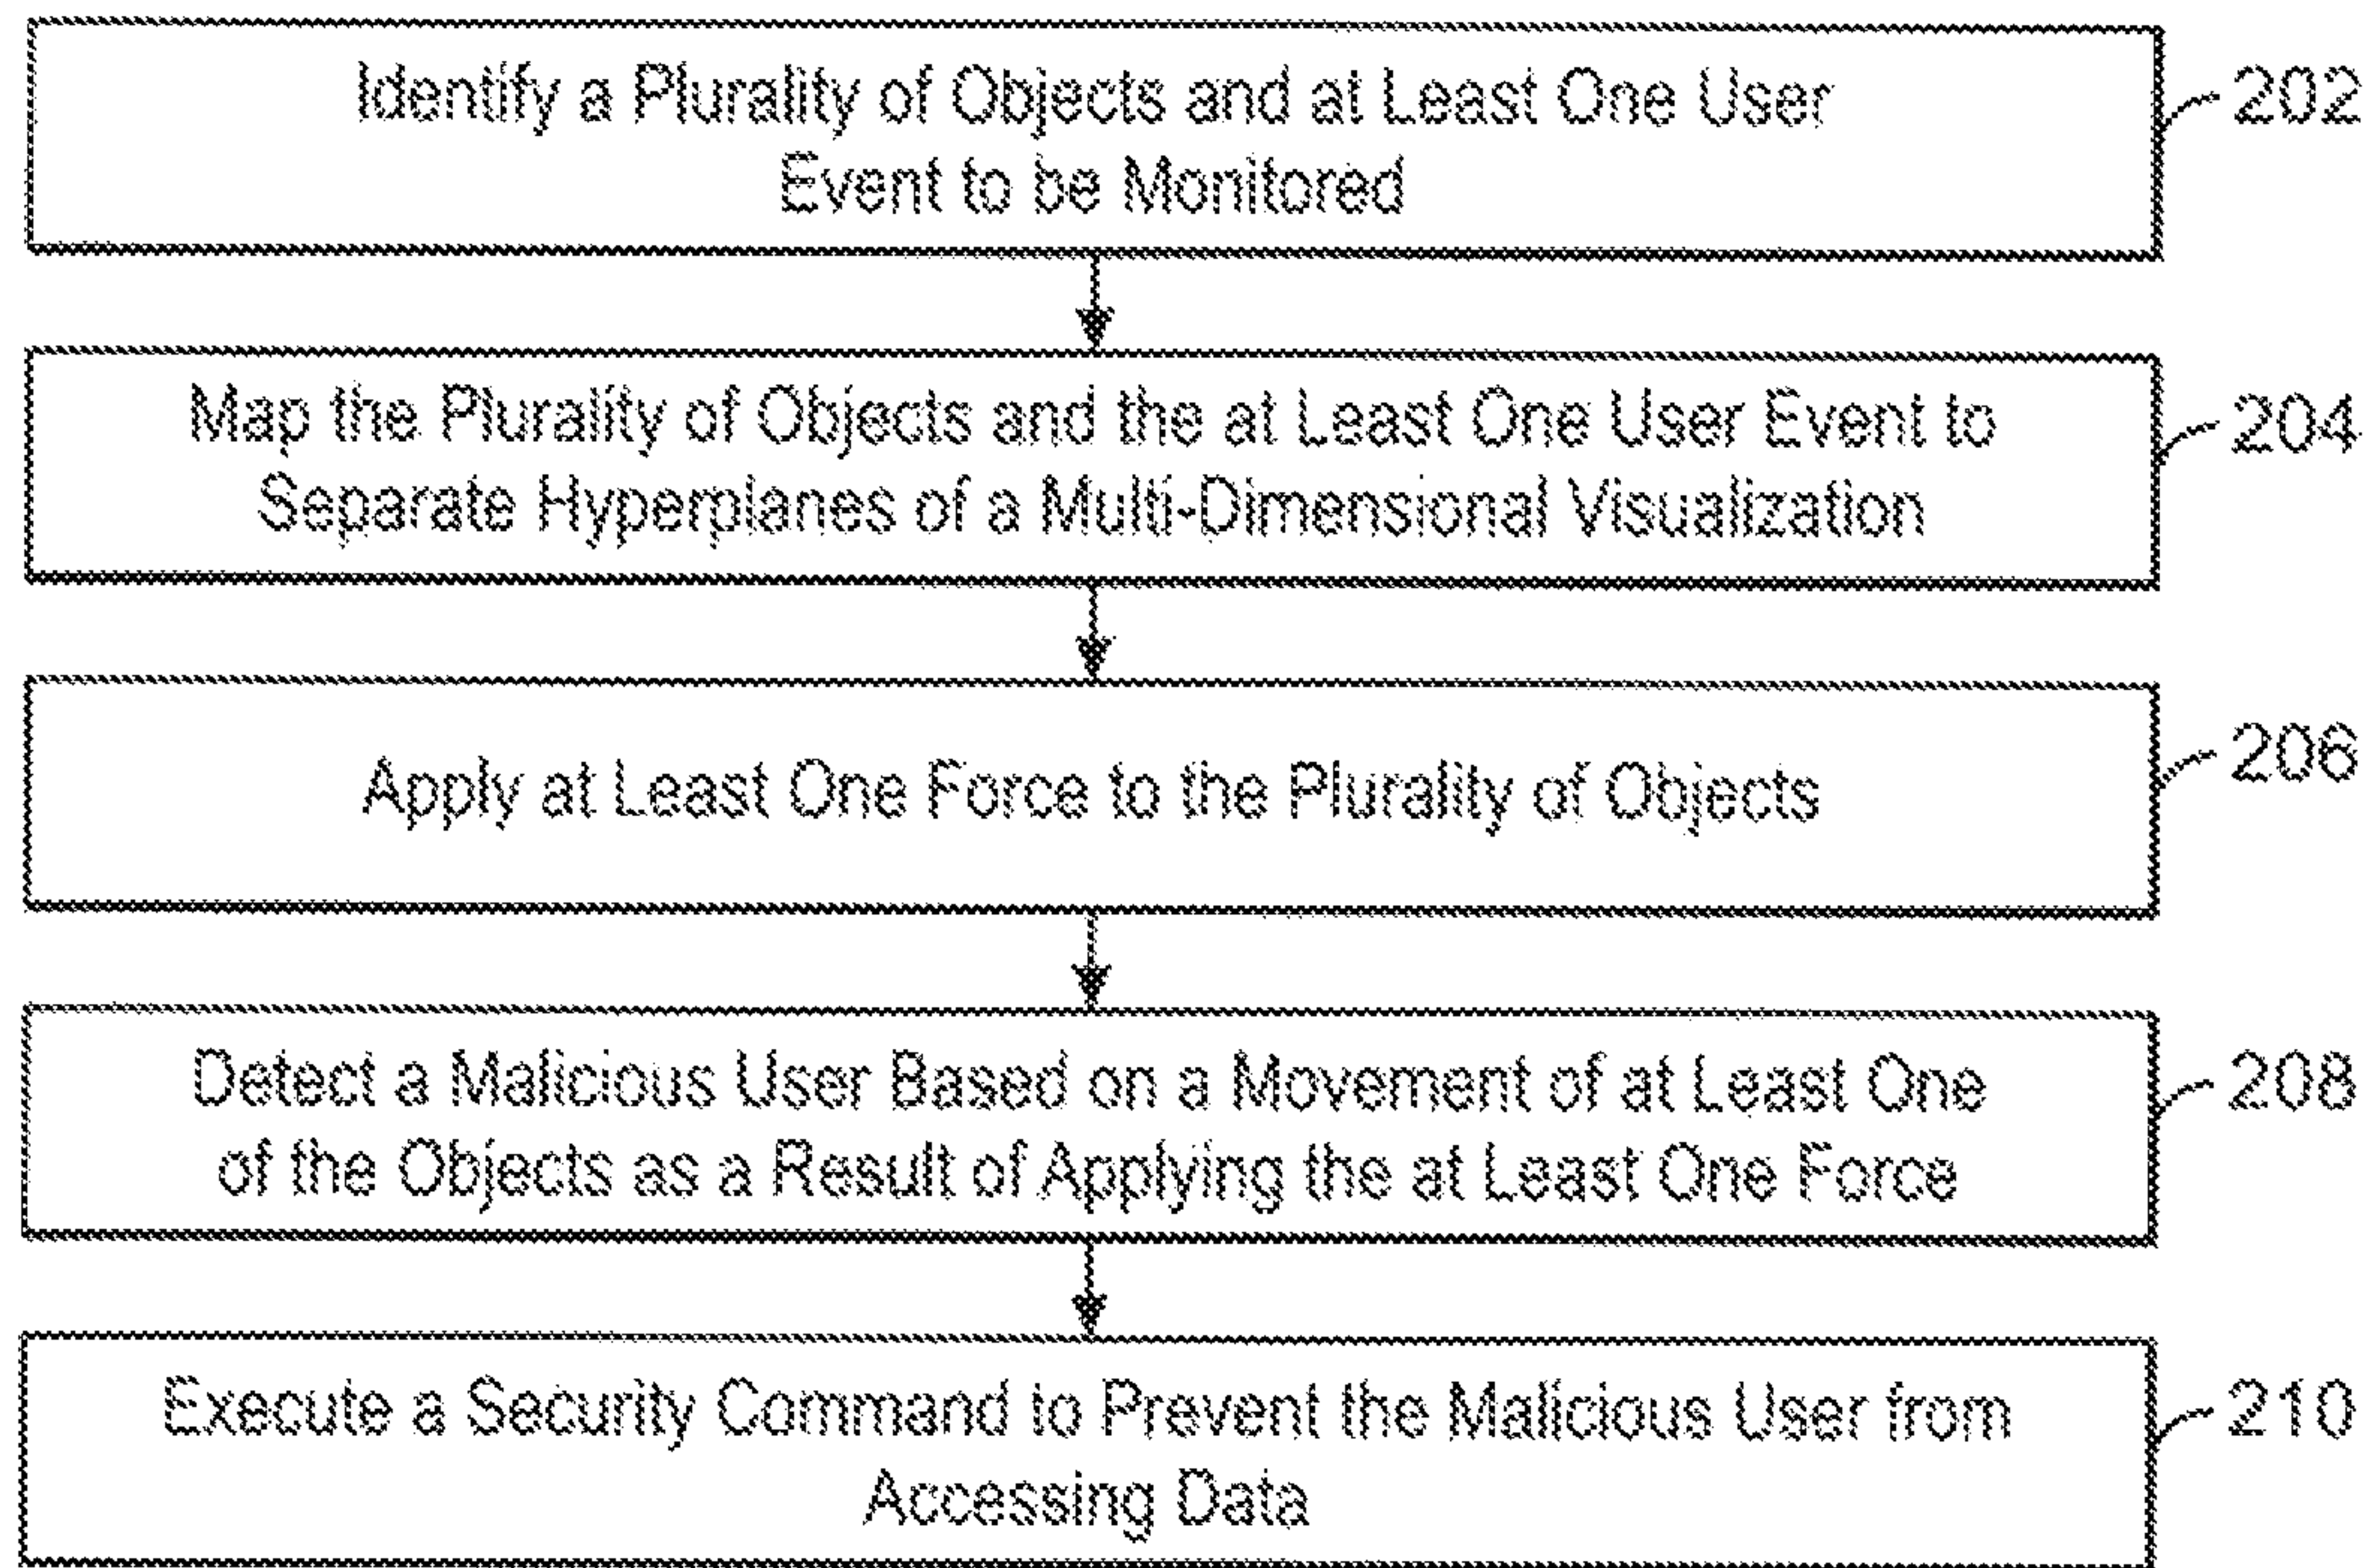 Identify a Plurality of Objects and at Least One User
Event to be Monitored
202
Map the Plurality of Objects and the at Least One User Event to
Separate Hyperplanes of a Multi-Dimensional Visualization
204
Apply at Least One Force to the Plurality of Objects
206
Detect a Malicious User Based on a Movement of at Least One
of the Objects as a Result of Applying the at Least One Force
208
Execute a Security Command to Prevent the Malicious User from
Accessing Data
210